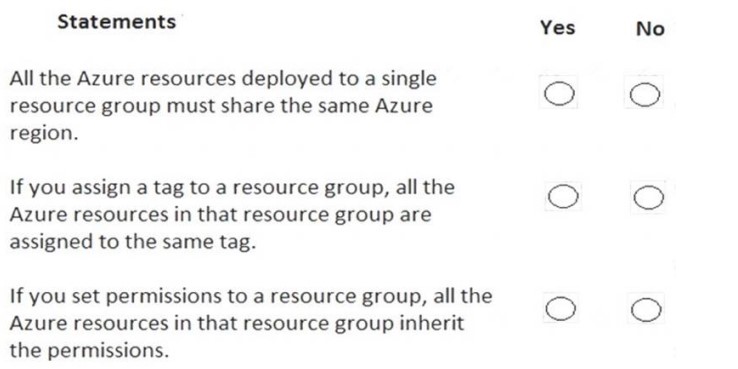 Statements Yes No
All the Azure resources deployed to a single
resource group must share the same Azure
region.
If you assign a tag to a resource group, all the
Azure resources in that resource group are
assigned to the same tag.
If you set permissions to a resource group, all the
Azure resources in that resource group inherit
the permissions.